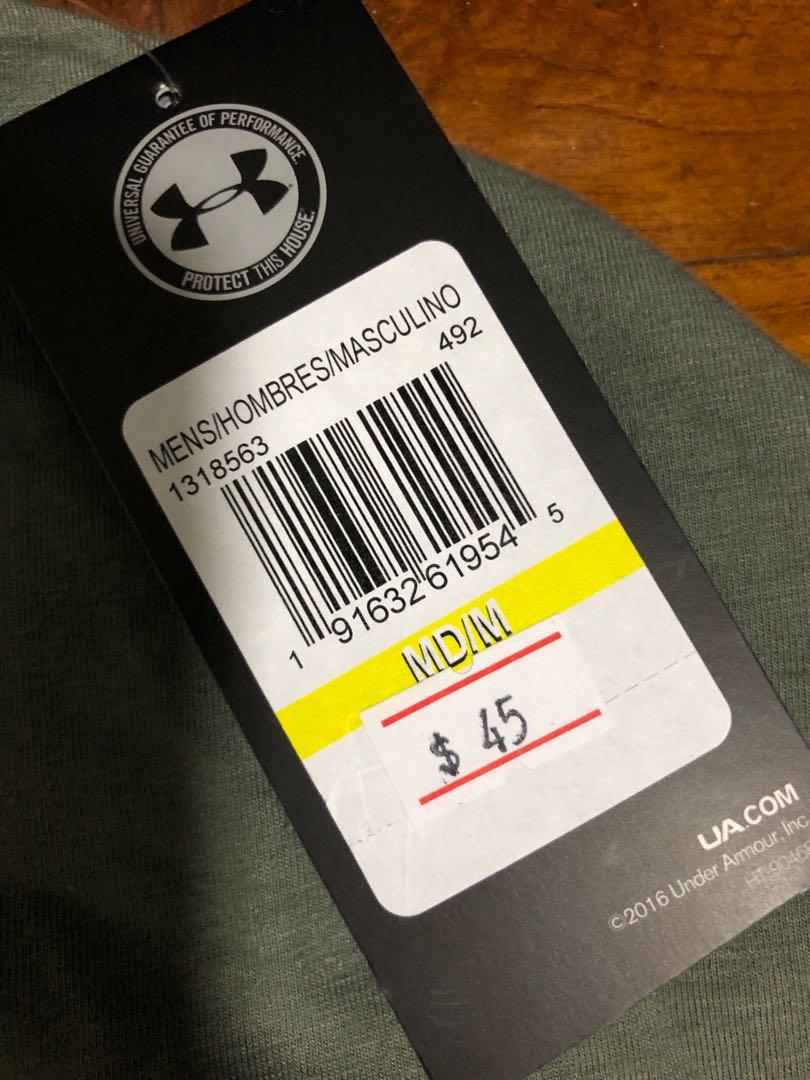 UNIVERSAL GUARANTEE OF PERFORMANCE.
PROTECT THIS HOUSE.
MENS/HOMBRES/MASCULINO
1318563 492
1 91632 61954 5
MD/M
$ 45
UA.COM
©2016 Under Armour, Inc.